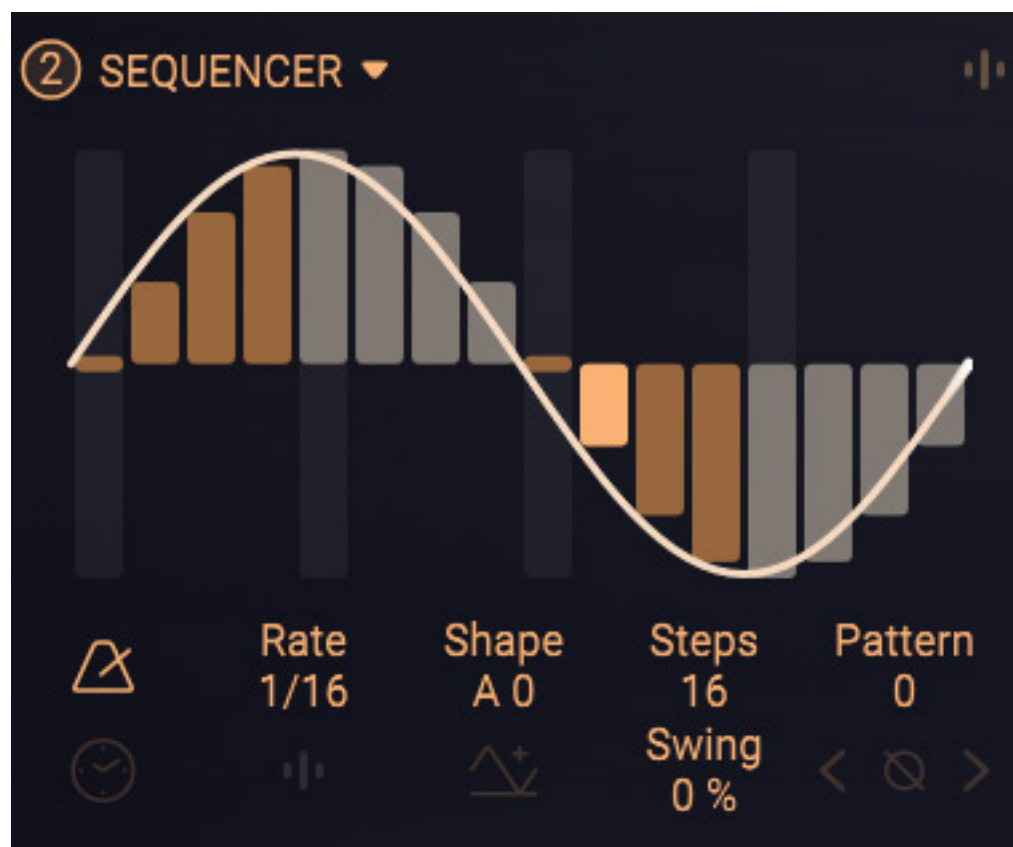 2 SEQUENCER
Rate Shape Steps Pattern
1/16 A 0 16 0
Swing
0 %